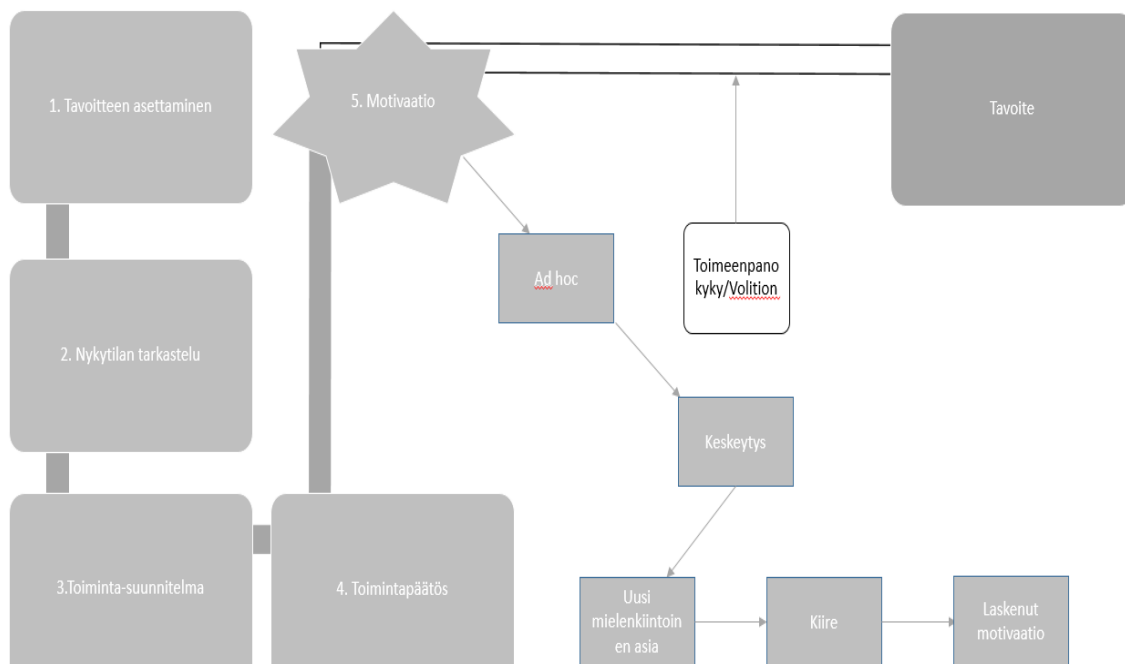 1. Tavoitteen asettaminen
2. Nykytilan tarkastelu
3.Toiminta-suunnitelma
4. Toimintapäätös
5. Motivaatio
Tavoite
Ad hoc
Toimeenpano
kyky/Volition
Keskeytys
Uusi
mielenkiintoin
en asia
Kiire
Laskenut
motivaatio